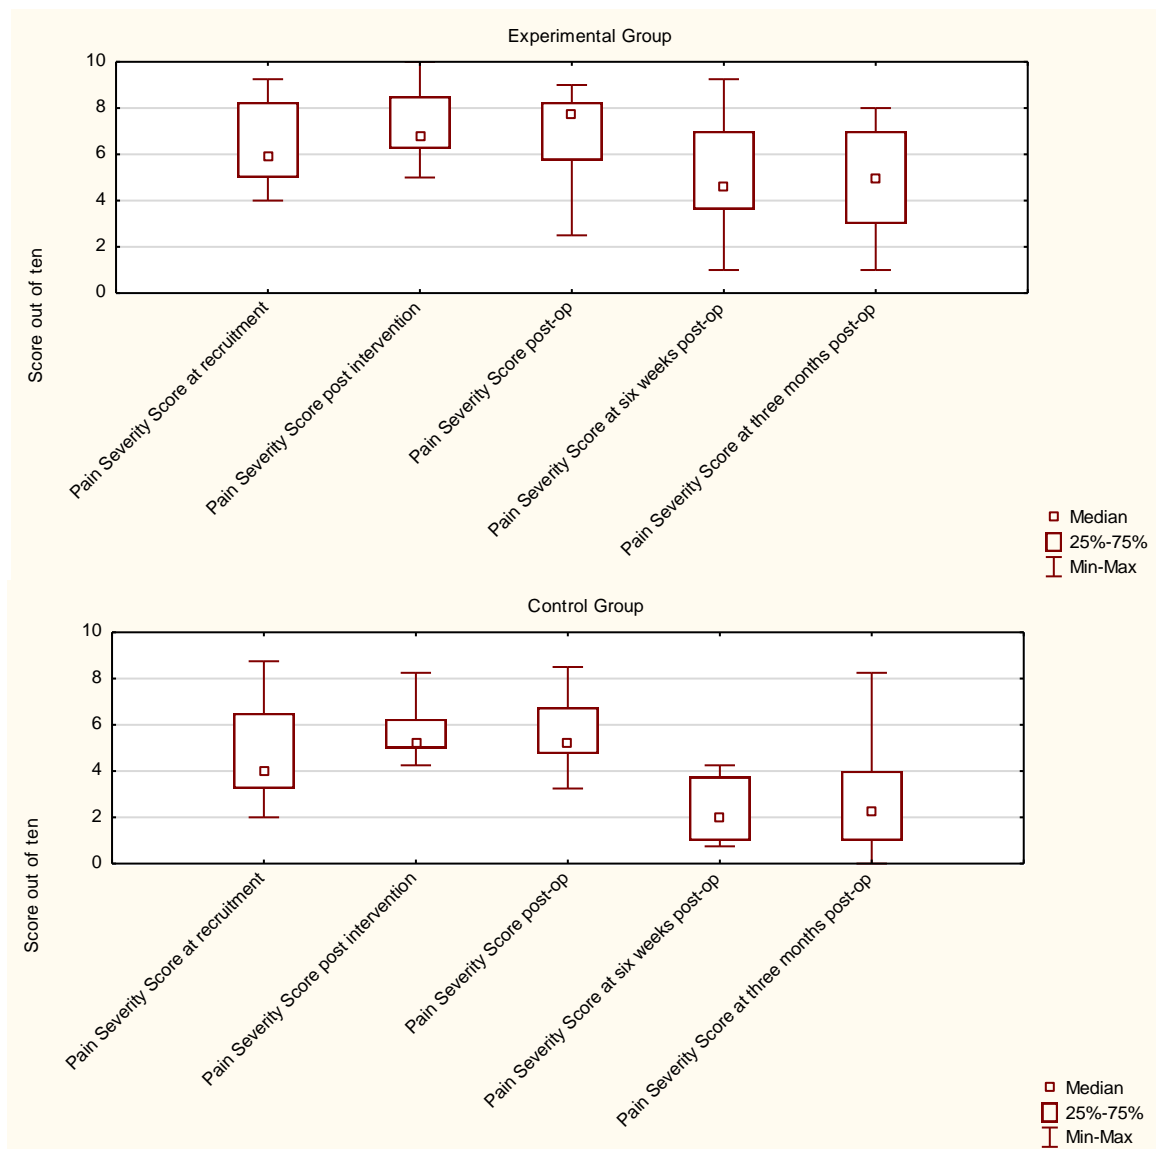 Experimental Group
10
8
6
4
2
0
Score out of ten
Pain Severity Score at recruitment
Pain Severity Score post intervention
Pain Severity Score post-op
Pain Severity Score at six weeks post-op
Pain Severity Score at three months post-op
Median
25%-75%
Min-Max
Control Group
10
8
6
4
2
0
Score out of ten
Pain Severity Score at recruitment
Pain Severity Score post intervention
Pain Severity Score post-op
Pain Severity Score at six weeks post-op
Pain Severity Score at three months post-op
Median
25%-75%
Min-Max